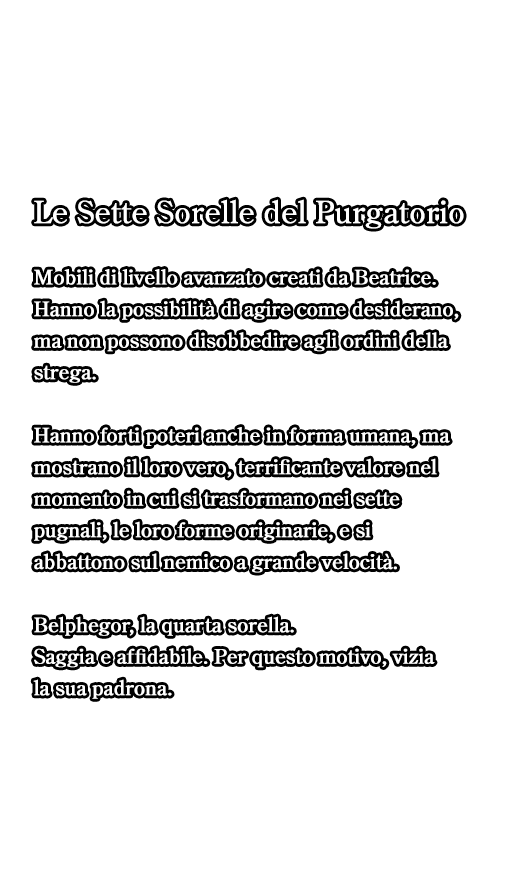 Le Sette Sorelle del Purgatorio
Mobili di livello avanzato creati da Beatrice.
Hanno la possibilità di agire come desiderano,
ma non possono disobbedire agli ordini della
strega.
Hanno forti poteri anche in forma umana, ma
mostrano il loro vero, terrificante valore nel
momento in cui si trasformano nei sette
pugnali, le loro forme originarie, e si
abbattono sul nemico a grande velocità.
Belphegor, la quarta sorella.
Saggia e affidabile. Per questo motivo, vizia
la sua padrona.